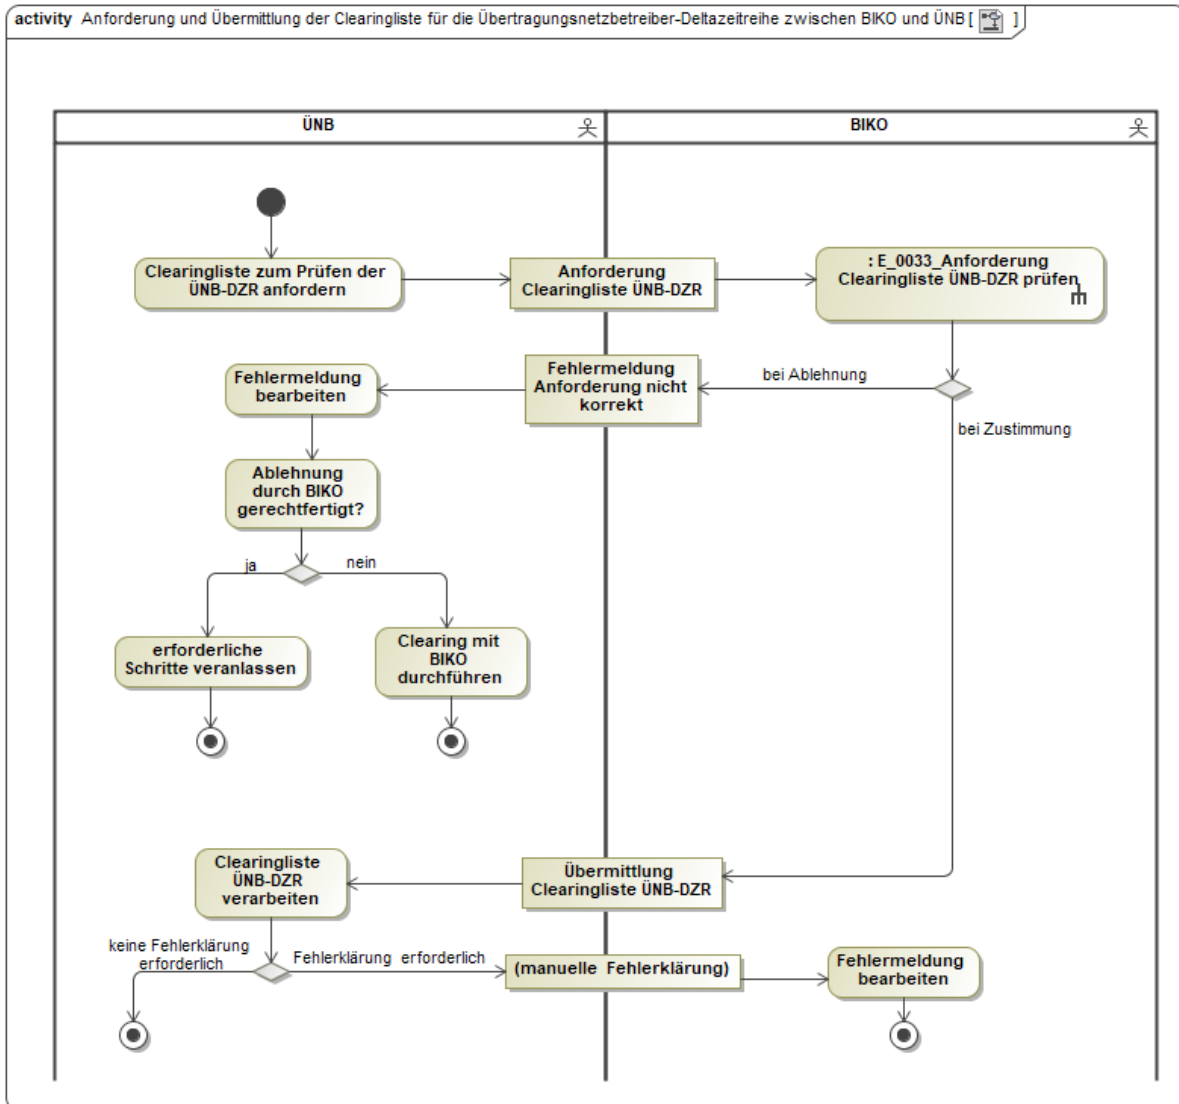 activity Anforderung und Übermittlung der Clearingliste für die Übertragungsnetzbetreiber-Deltazeitreihe zwischen BIKO und ÜNB [ ]
ÜNB
BIKO
Clearingliste zum Prüfen der
ÜNB-DZR anfordern
Anforderung
Clearingliste ÜNB-DZR
: E_0033_Anforderung
Clearingliste ÜNB-DZR prüfen
Fehlermeldung
bearbeiten
Fehlermeldung
Anforderung nicht
korrekt
bei Ablehnung
bei Zustimmung
Ablehnung
durch BIKO
gerechtfertigt?
ja
nein
erforderliche
Schritte veranlassen
Clearing mit
BIKO
durchführen
Clearingliste
ÜNB-DZR
verarbeiten
Übermittlung
Clearingliste ÜNB-DZR
keine Fehlerklärung
erforderlich
Fehlerklärung erforderlich
(manuelle Fehlerklärung)
Fehlermeldung
bearbeiten